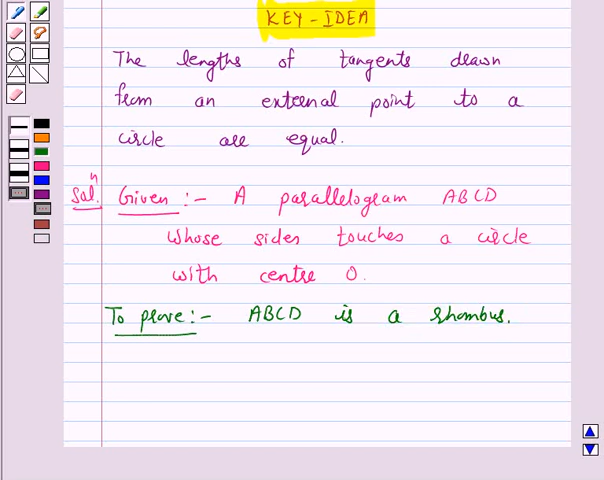 KEY-IDEA
The lengths of tangents drawn
from an external point to a
circle are equal.
Solⁿ. Given :- A parallelogram ABCD
whose sides touches a circle
with centre O.
To prove :- ABCD is a rhombus.